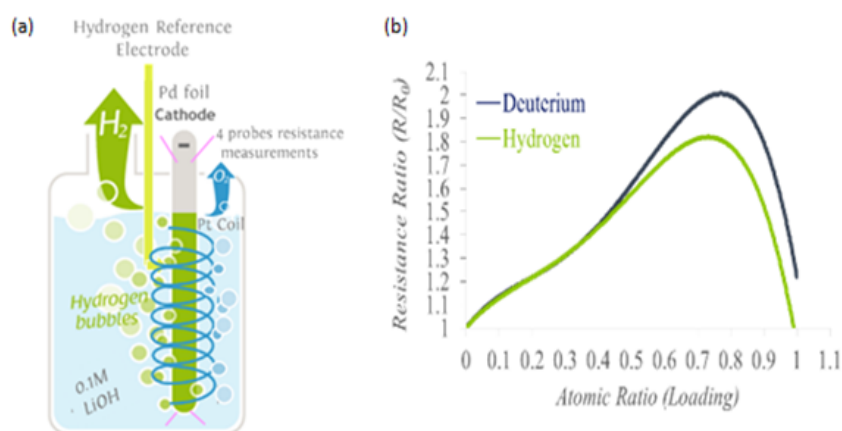 (a)
Hydrogen Reference
Electrode
Pd foil
Cathode
H2
-
4 probes resistance
measurements
O2
Pt Coil
Hydrogen
bubbles
0.1M
LiOH
(b)
Resistance Ratio (R/R0)
2.1
2
1.9
1.8
1.7
1.6
1.5
1.4
1.3
1.2
1.1
1
Deuterium
Hydrogen
0 0.1 0.2 0.3 0.4 0.5 0.6 0.7 0.8 0.9 1 1.1
Atomic Ratio (Loading)